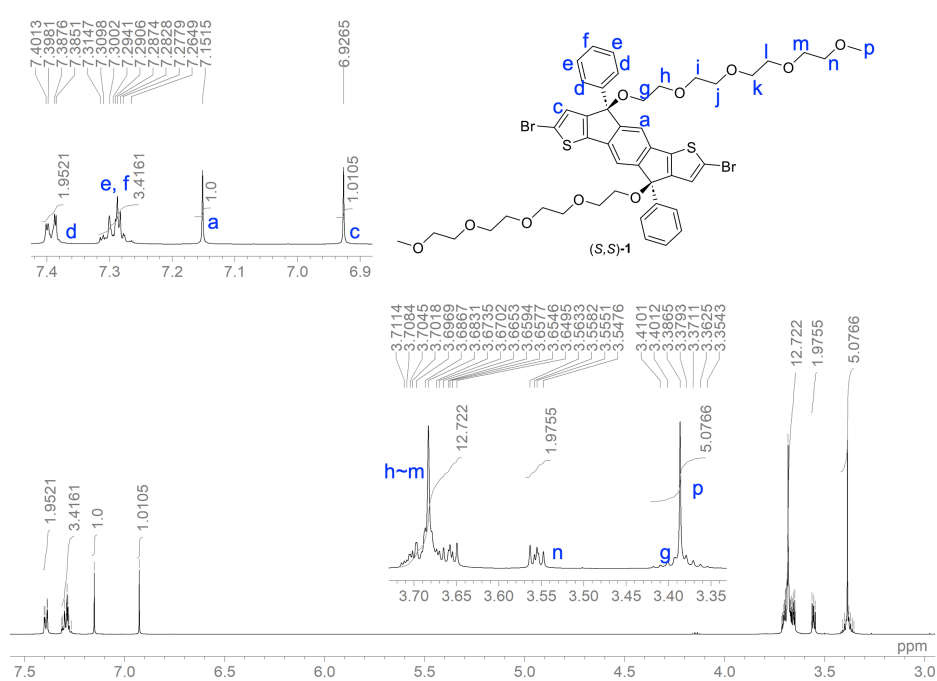 7.4013
7.3981
7.3876
7.3851
7.3147
7.3098
7.3002
7.2941
7.2906
7.2874
7.2828
7.2779
7.2649
7.1515
6.9265
1.9521
3.4161
1.0
1.0105
d
e, f
a
c
7.4 7.3 7.2 7.1 7.0 6.9
f
e
e
d
d
g
h
i
j
k
l
m
n
p
c
a
O
O
O
O
O
Br
S
S
Br
O
O
O
O
O
(S,S)-1
3.7114
3.7084
3.7045
3.7018
3.6969
3.6867
3.6831
3.6735
3.6702
3.6653
3.6594
3.6577
3.6546
3.6495
3.5633
3.5582
3.5551
3.5476
3.4101
3.4012
3.3865
3.3793
3.3711
3.3625
3.3543
12.722
1.9755
5.0766
h~m
n
g
p
3.70 3.65 3.60 3.55 3.50 3.45 3.40 3.35
1.9521
3.4161
1.0
1.0105
12.722
1.9755
5.0766
ppm
7.5 7.0 6.5 6.0 5.5 5.0 4.5 4.0 3.5 3.0